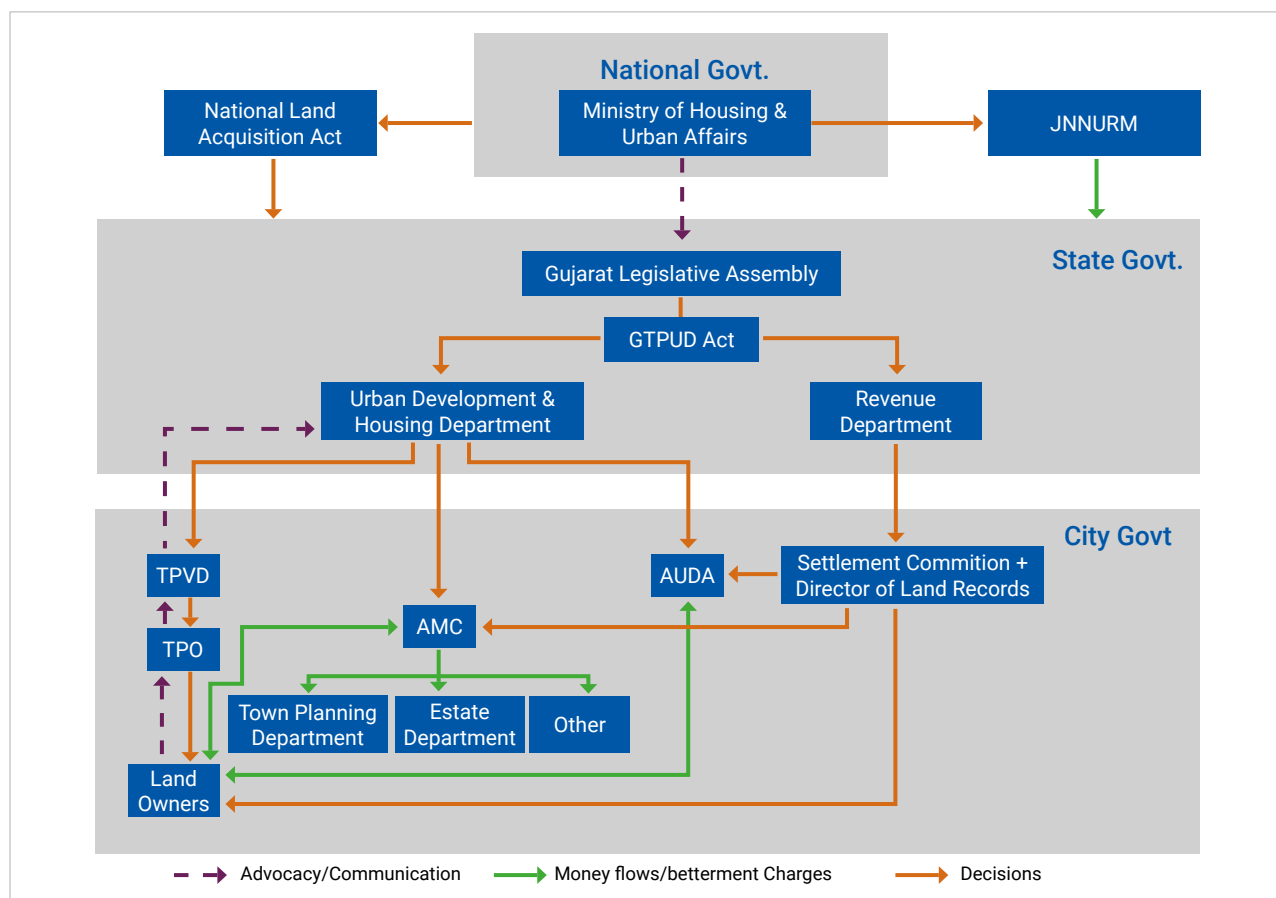 National Govt.
National Land
Acquisition Act
Ministry of Housing &
Urban Affairs
JNNURM
State Govt.
Gujarat Legislative Assembly
GTPUD Act
Urban Development &
Housing Department
Revenue
Department
City Govt
TPVD
AUDA
Settlement Commition +
Director of Land Records
AMC
TPO
Town Planning
Department
Estate
Department
Other
Land
Owners
Advocacy/Communication
Money flows/betterment Charges
Decisions